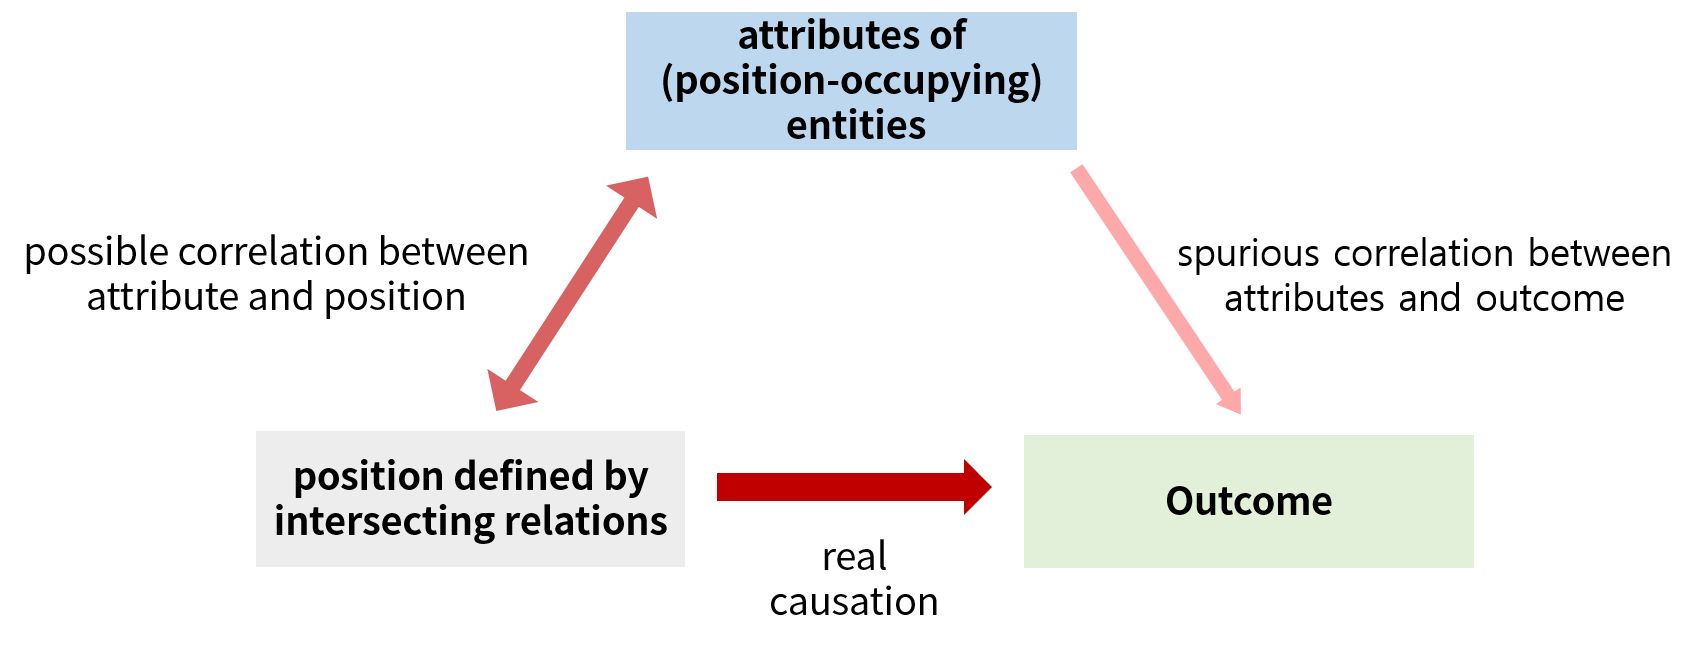 attributes of
(position-occupying)
entities
possible correlation between
attribute and position
spurious correlation between
attributes and outcome
position defined by
intersecting relations
Outcome
real
causation